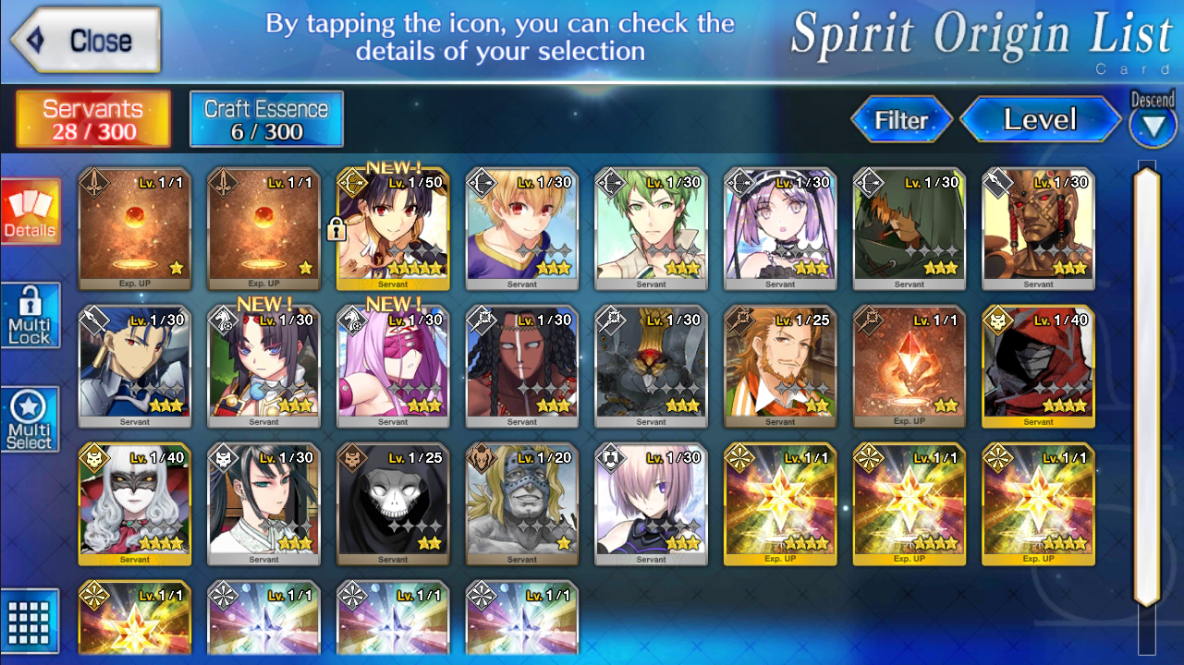 Close
By tapping the icon, you can check the
details of your selection
Spirit Origin List
Card
Servants
28 / 300
Craft Essence
6 / 300
Filter
Level
Descend
Details
Multi
Lock
Multi
Select
NEW!
Lv. 1/1
Lv. 1/1
Lv. 1/50
Lv. 1/30
Lv. 1/30
Lv. 1/30
Lv. 1/30
Lv. 1/30
Exp. UP
Exp. UP
Servant
Servant
Servant
Servant
Servant
Servant
NEW!
NEW!
Lv. 1/30
Lv. 1/30
Lv. 1/30
Lv. 1/30
Lv. 1/30
Lv. 1/25
Lv. 1/1
Lv. 1/40
Servant
Servant
Servant
Servant
Servant
Servant
Exp. UP
Servant
Lv. 1/40
Lv. 1/30
Lv. 1/25
Lv. 1/20
Lv. 1/30
Lv. 1/1
Lv. 1/1
Lv. 1/1
Servant
Servant
Servant
Servant
Servant
Exp. UP
Exp. UP
Exp. UP
Lv. 1/1
Lv. 1/1
Lv. 1/1
Lv. 1/1